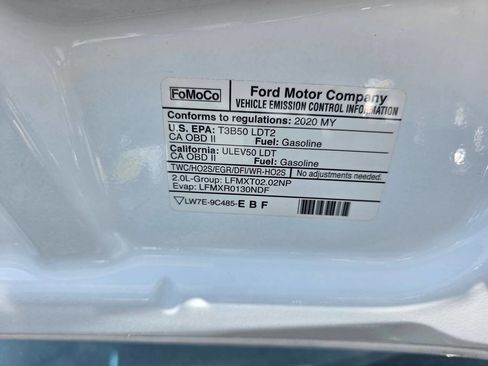 FoMoCo
Ford Motor Company
VEHICLE EMISSION CONTROL INFORMATION
Conforms to regulations: 2020 MY
U.S. EPA: T3B50 LDT2
CA OBD II Fuel: Gasoline
California: ULEV50 LDT
CA OBD II Fuel: Gasoline
TWC/HO2S/EGR/DFI/WR-HO2S No adjustments needed.
2.0L-Group: LFMXT02.02NP
Evap: LFMXR0130NDF
LW7E-9C485-E B F